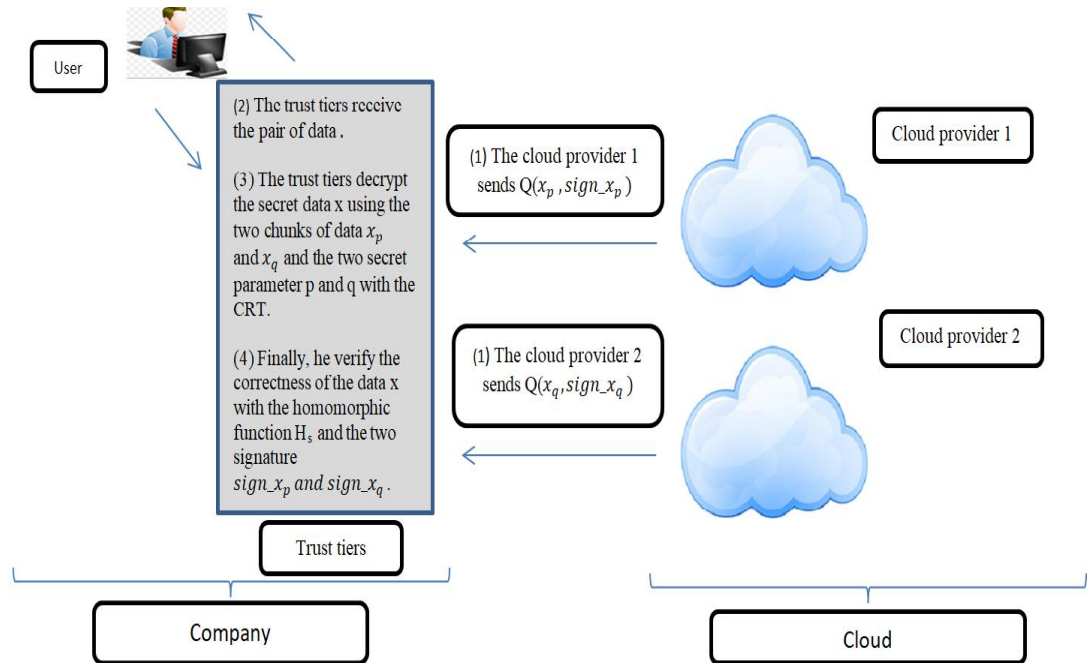 User
(2) The trust tiers receive
the pair of data .
(3) The trust tiers decrypt
the secret data x using the
two chunks of data x_p
and x_q and the two secret
parameter p and q with the
CRT.
(4) Finally, he verify the
correctness of the data x
with the homomorphic
function H_s and the two
signature
sign_x_p and sign_x_q .
Trust tiers
(1) The cloud provider 1
sends Q(x_p ,sign_x_p )
(1) The cloud provider 2
sends Q(x_q,sign_x_q )
Cloud provider 1
Cloud provider 2
Company
Cloud